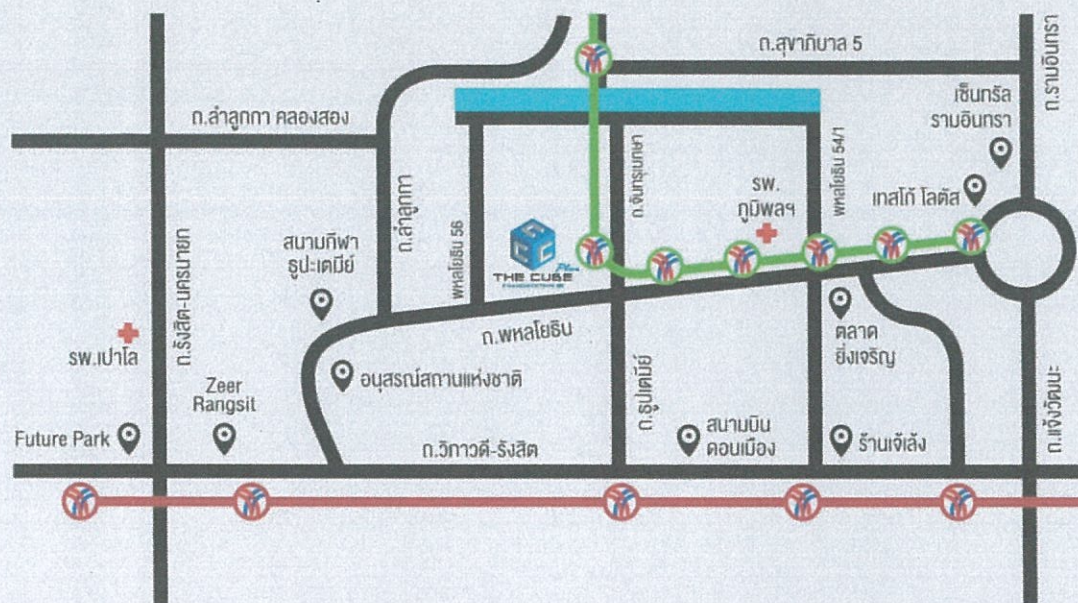 ถ.สุขาภิบาล 5
ถ.รามอินทรา
เซ็นทรัล
รามอินทรา
ถ.ลำลูกกา คลองสอง
ถ.จันทรุเบกษา
พหลโยธิน 54/1
รพ.
ภูมิพลฯ
เทสโก้ โลตัส
ถ.ลำลูกกา
พหลโยธิน 56
สนามกีฬา
ธูปะเตมีย์
THE CUBE
Plus
ถ.รังสิต-นครนายก
ถ.พหลโยธิน
ตลาด
ยิ่งเจริญ
รพ.เปาโล
อนุสรณ์สถานแห่งชาติ
Zeer
Rangsit
ถ.ธูปเตมีย์
ถ.แจ้งวัฒนะ
Future Park
ถ.วิภาวดี-รังสิต
สนามบิน
ดอนเมือง
ร้านเจ้เล้ง